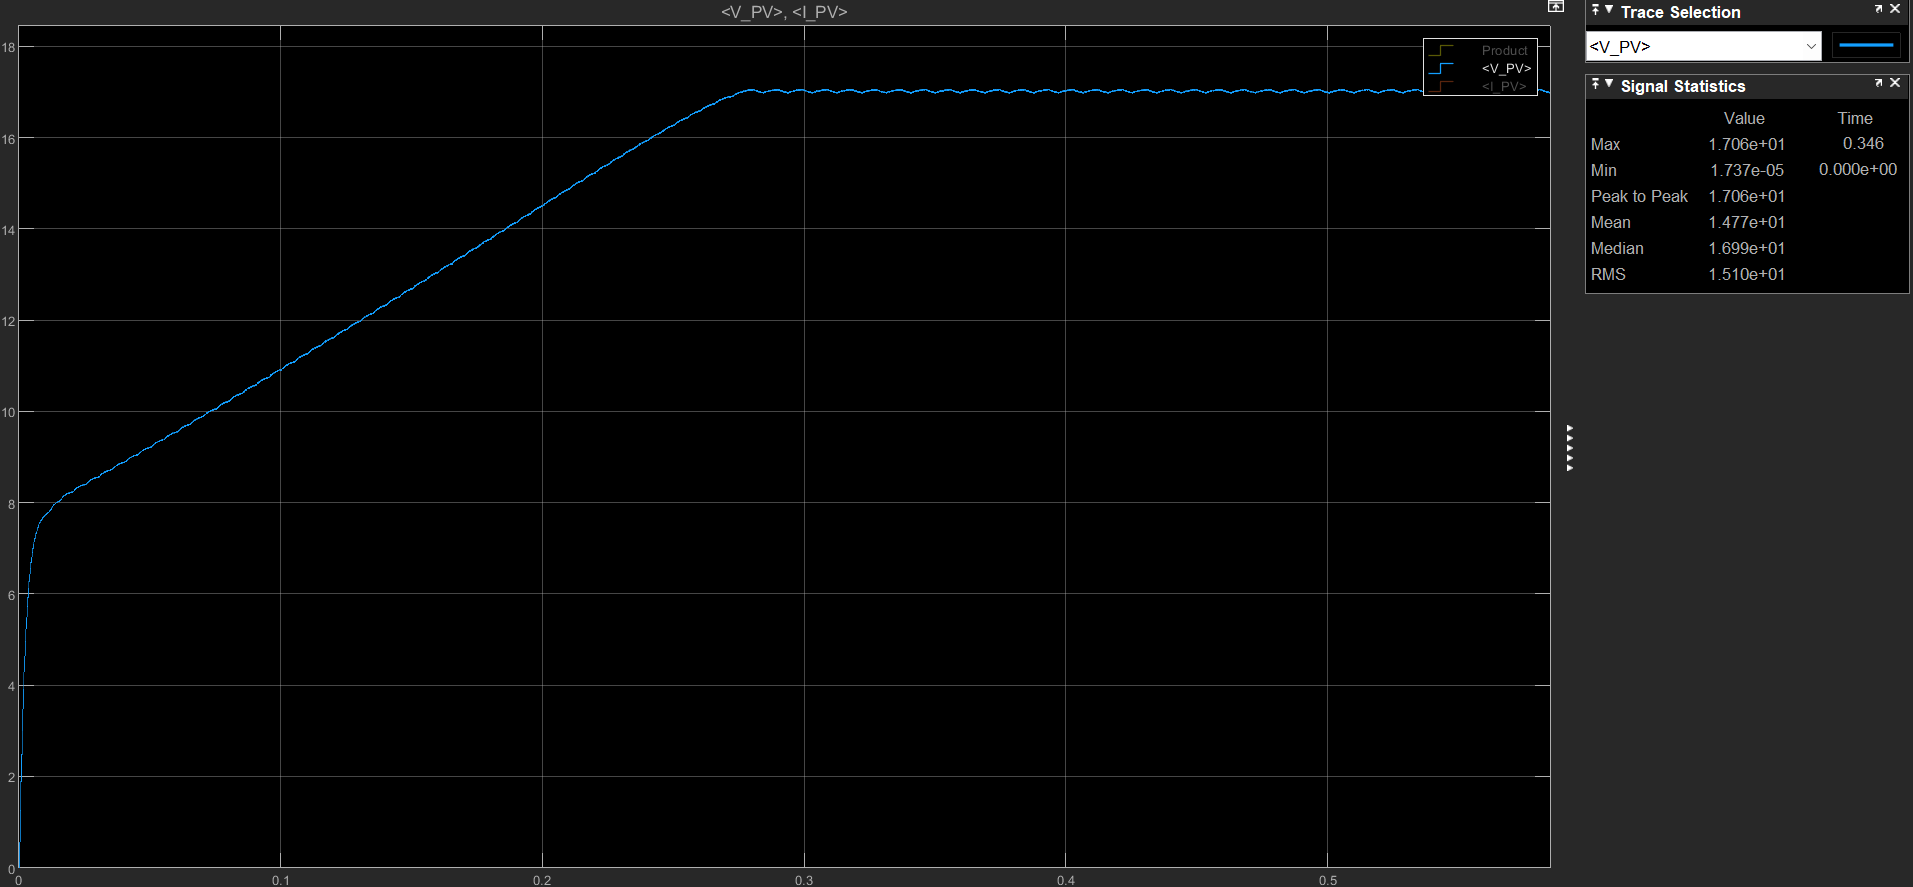 <V_PV>, <I_PV>
18
16
14
12
10
8
6
4
2
0
0
0.1
0.2
0.3
0.4
0.5
Product
<V_PV>
<I_PV>
Trace Selection
<V_PV>
Signal Statistics
Value Time
Max 1.706e+01 0.346
Min 1.737e-05 0.000e+00
Peak to Peak 1.706e+01
Mean 1.477e+01
Median 1.699e+01
RMS 1.510e+01